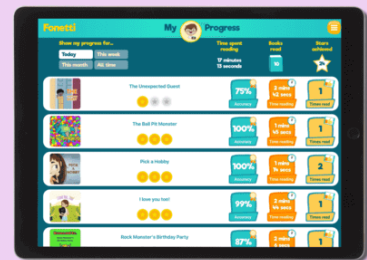 Fonetti
My Progress
Show my progress for...
Today
This week
This month
All time
Time spent reading
17 minutes
13 seconds
Books read
Stars achieved
The Unexpected Guest
75%
Accuracy
Time reading
1
Times read
The Ball Pit Monster
100%
Accuracy
Time reading
1
Times read
Pick a Hobby
100%
Accuracy
Time reading
2
Times read
I love you too!
99%
Accuracy
Time reading
1
Times read
Rock Monster's Birthday Party
87%
1